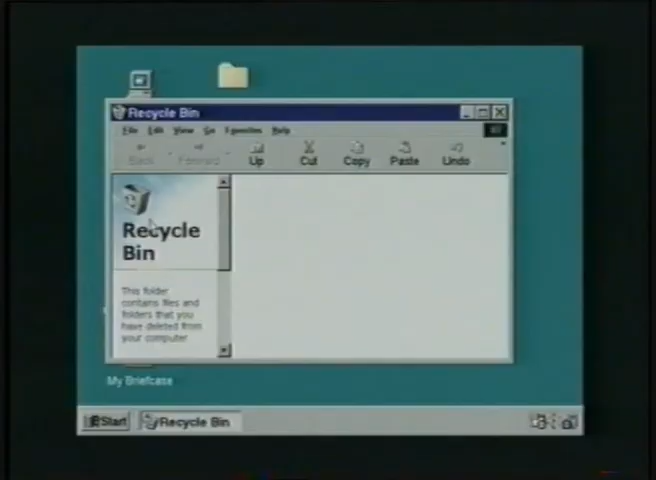 Recycle Bin
File Edit View Go Favorites Help
Back Forward Up Cut Copy Paste Undo
Recycle
Bin
This folder
contains files and
folders that you
have deleted from
your computer
My Briefcase
Start Recycle Bin